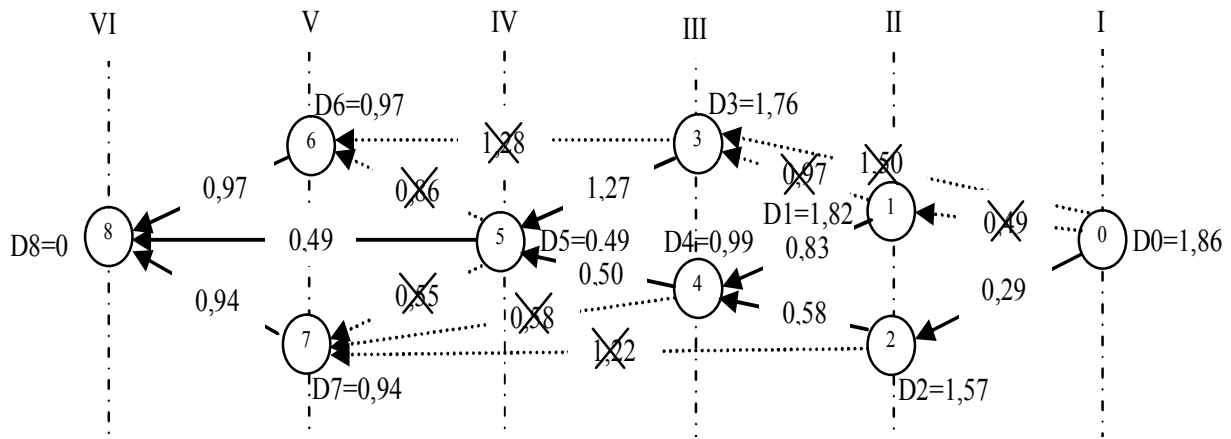 VI V IV III II I
D6=0,97 D3=1,76
6 1,28 3
0,97 0,86 1,27 0,97 1,50
D8=0 8 0,49 5 D5=0.49 D4=0,99 D1=1,82 1 0,49 0 D0=1,86
0,94 0,55 0,58 0,50 4 0,83 0,58 0,29
7 1,22 2
D7=0,94 D2=1,57